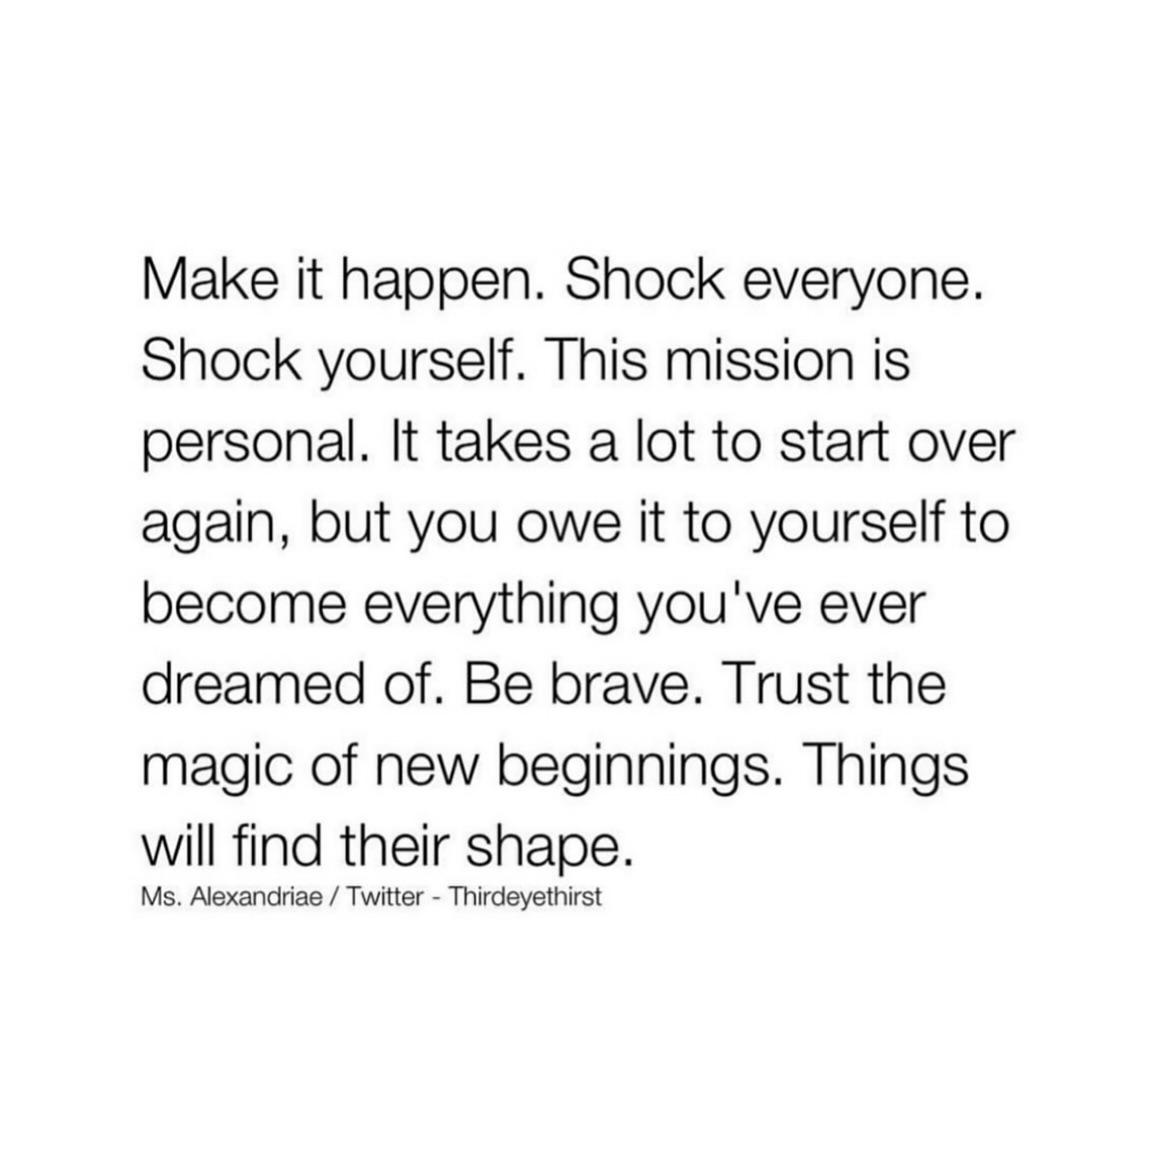 Make it happen. Shock everyone.
Shock yourself. This mission is
personal. It takes a lot to start over
again, but you owe it to yourself to
become everything you've ever
dreamed of. Be brave. Trust the
magic of new beginnings. Things
will find their shape.
Ms. Alexandriae / Twitter - Thirdeyethirst